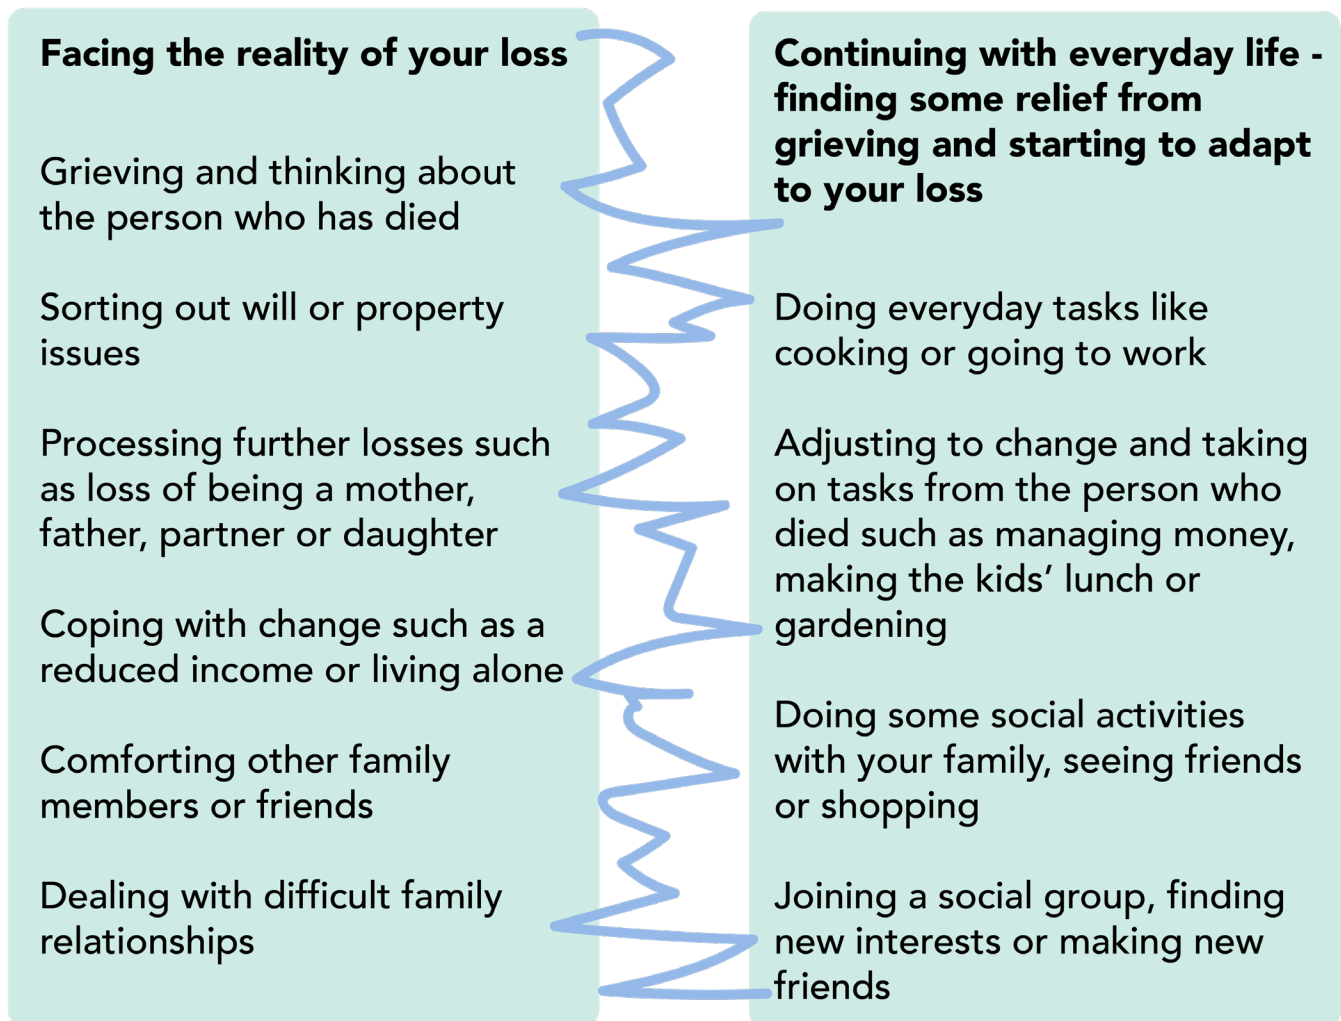 Facing the reality of your loss
Grieving and thinking about
the person who has died
Sorting out will or property
issues
Processing further losses such
as loss of being a mother,
father, partner or daughter
Coping with change such as a
reduced income or living alone
Comforting other family
members or friends
Dealing with difficult family
relationships
Continuing with everyday life -
finding some relief from
grieving and starting to adapt
to your loss
Doing everyday tasks like
cooking or going to work
Adjusting to change and taking
on tasks from the person who
died such as managing money,
making the kids’ lunch or
gardening
Doing some social activities
with your family, seeing friends
or shopping
Joining a social group, finding
new interests or making new
friends